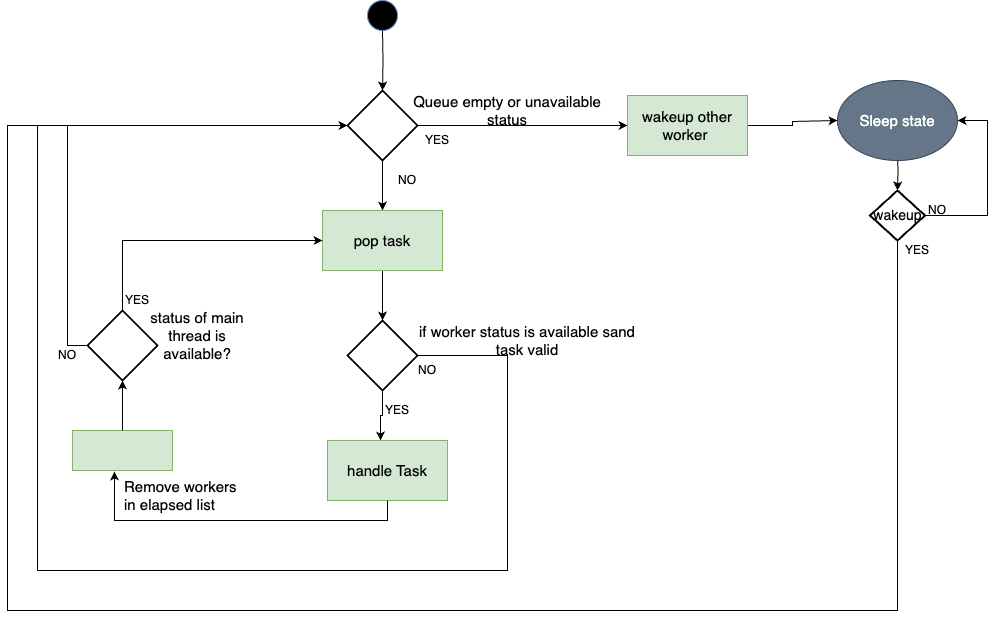 Queue empty or unavailable
status
YES
wakeup other
worker
Sleep state
NO
wakeup
NO
YES
pop task
YES
status of main
thread is
available?
NO
if worker status is available sand
task valid
NO
YES
handle Task
Remove workers
in elapsed list